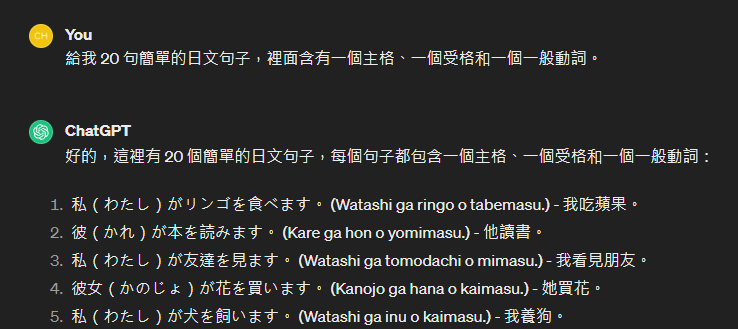 CH
You
給我 20 句簡單的日文句子，裡面含有一個主格、一個受格和一個一般動詞。
ChatGPT
好的，這裡有 20 個簡單的日文句子，每個句子都包含一個主格、一個受格和一個一般動詞：
1. 私（わたし）がリンゴを食べます。 (Watashi ga ringo o tabemasu.) - 我吃蘋果。
2. 彼（かれ）が本を読みます。 (Kare ga hon o yomimasu.) - 他讀書。
3. 私（わたし）が友達を見ます。 (Watashi ga tomodachi o mimasu.) - 我看見朋友。
4. 彼女（かのじょ）が花を買います。 (Kanojo ga hana o kaimasu.) - 她買花。
5. 私（わたし）が犬を飼います。 (Watashi ga inu o kaimasu.) - 我養狗。